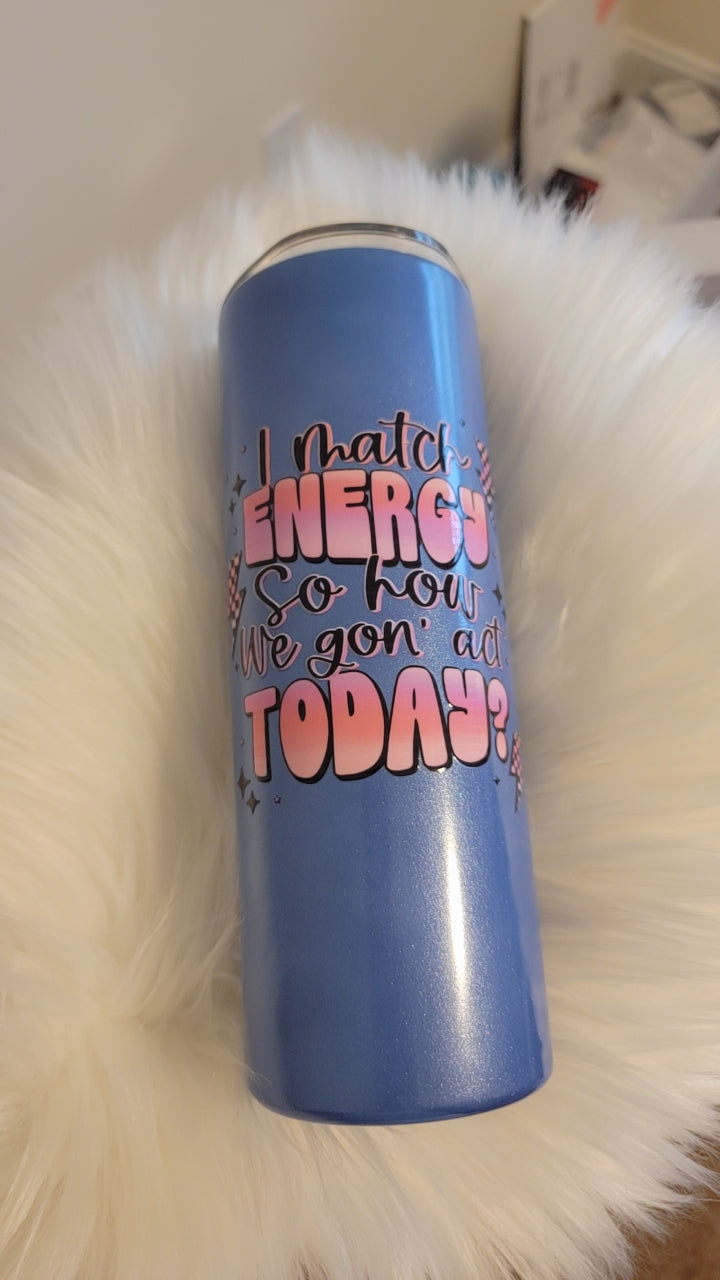 I match
ENERGY
So how
We gon' act
TODAY?